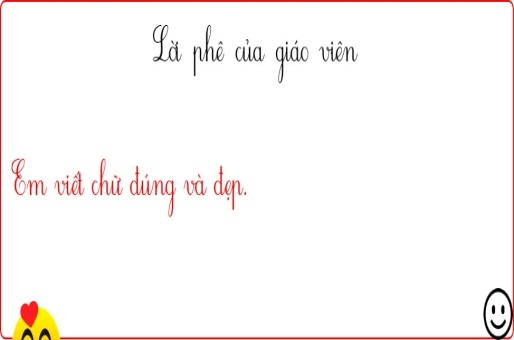 Lời phê của giáo viên
Em viết chữ đúng và đẹp.